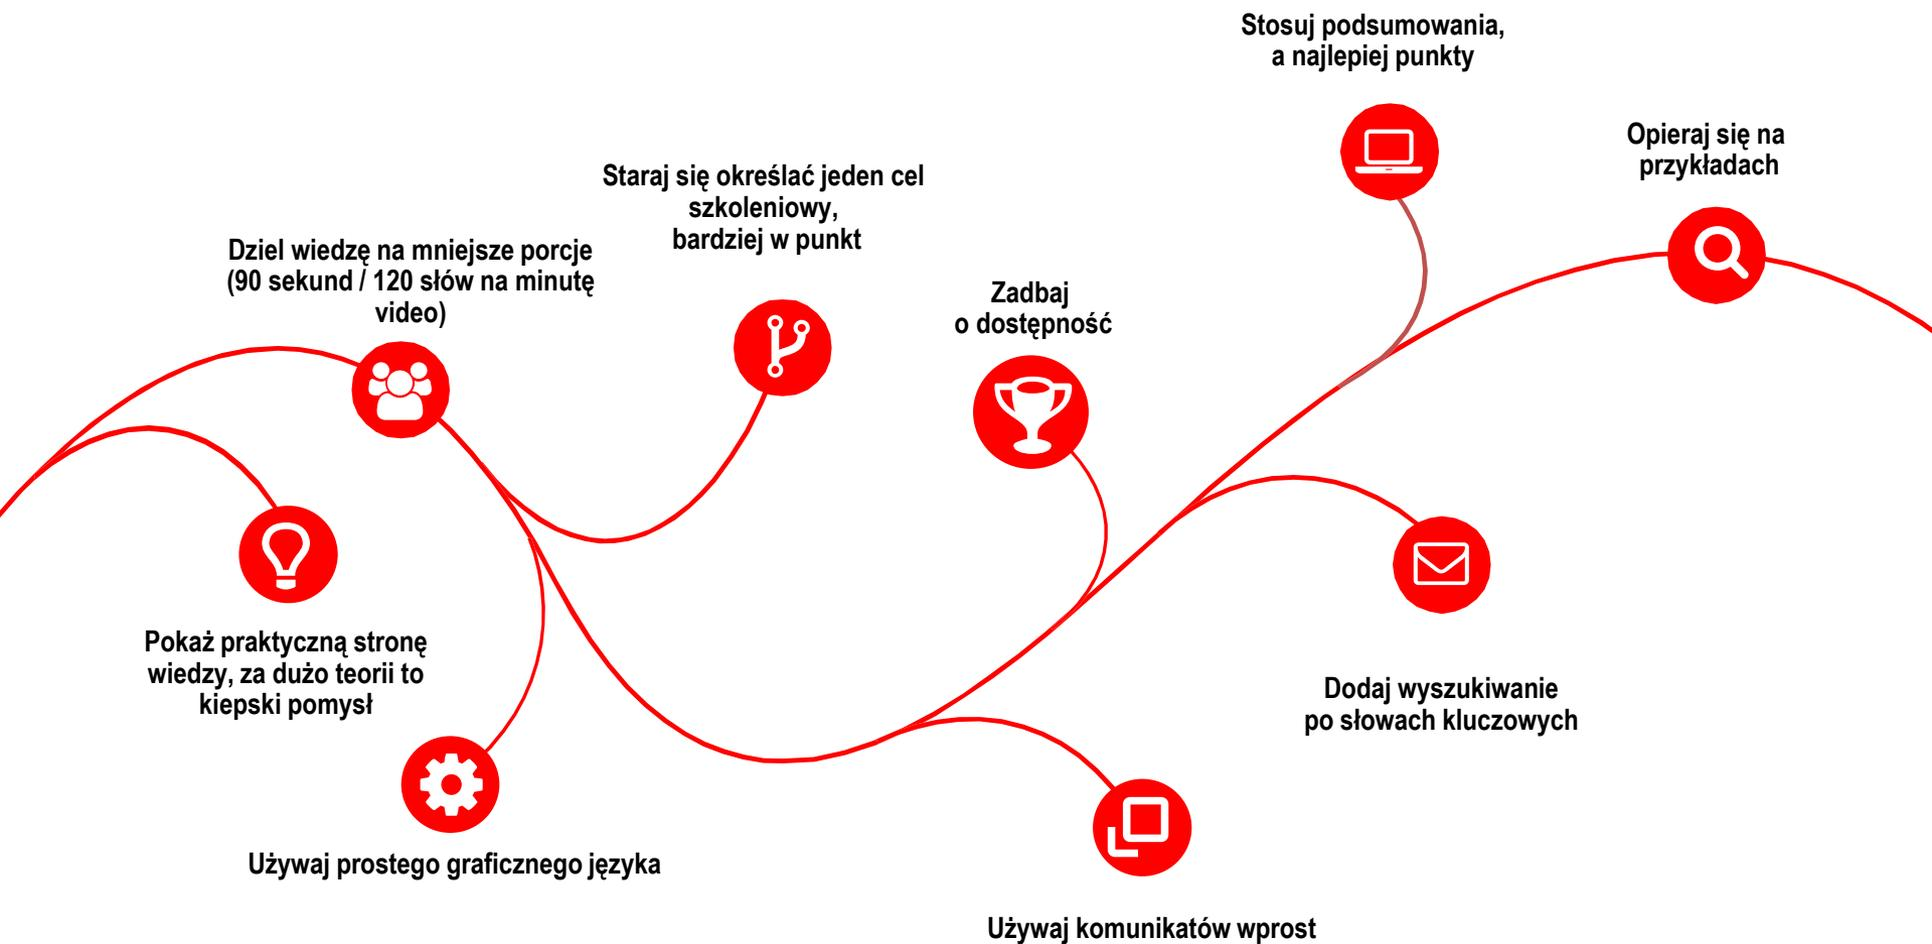 Stosuj podsumowania,
a najlepiej punkty
Opieraj się na
przykładach
Staraj się określać jeden cel
szkoleniowy,
bardziej w punkt
Dziel wiedzę na mniejsze porcje
(90 sekund / 120 słów na minutę
video)
Zadbaj
o dostępność
Pokaż praktyczną stronę
wiedzy, za dużo teorii to
kiepski pomysł
Dodaj wyszukiwanie
po słowach kluczowych
Używaj prostego graficznego języka
Używaj komunikatów wprost